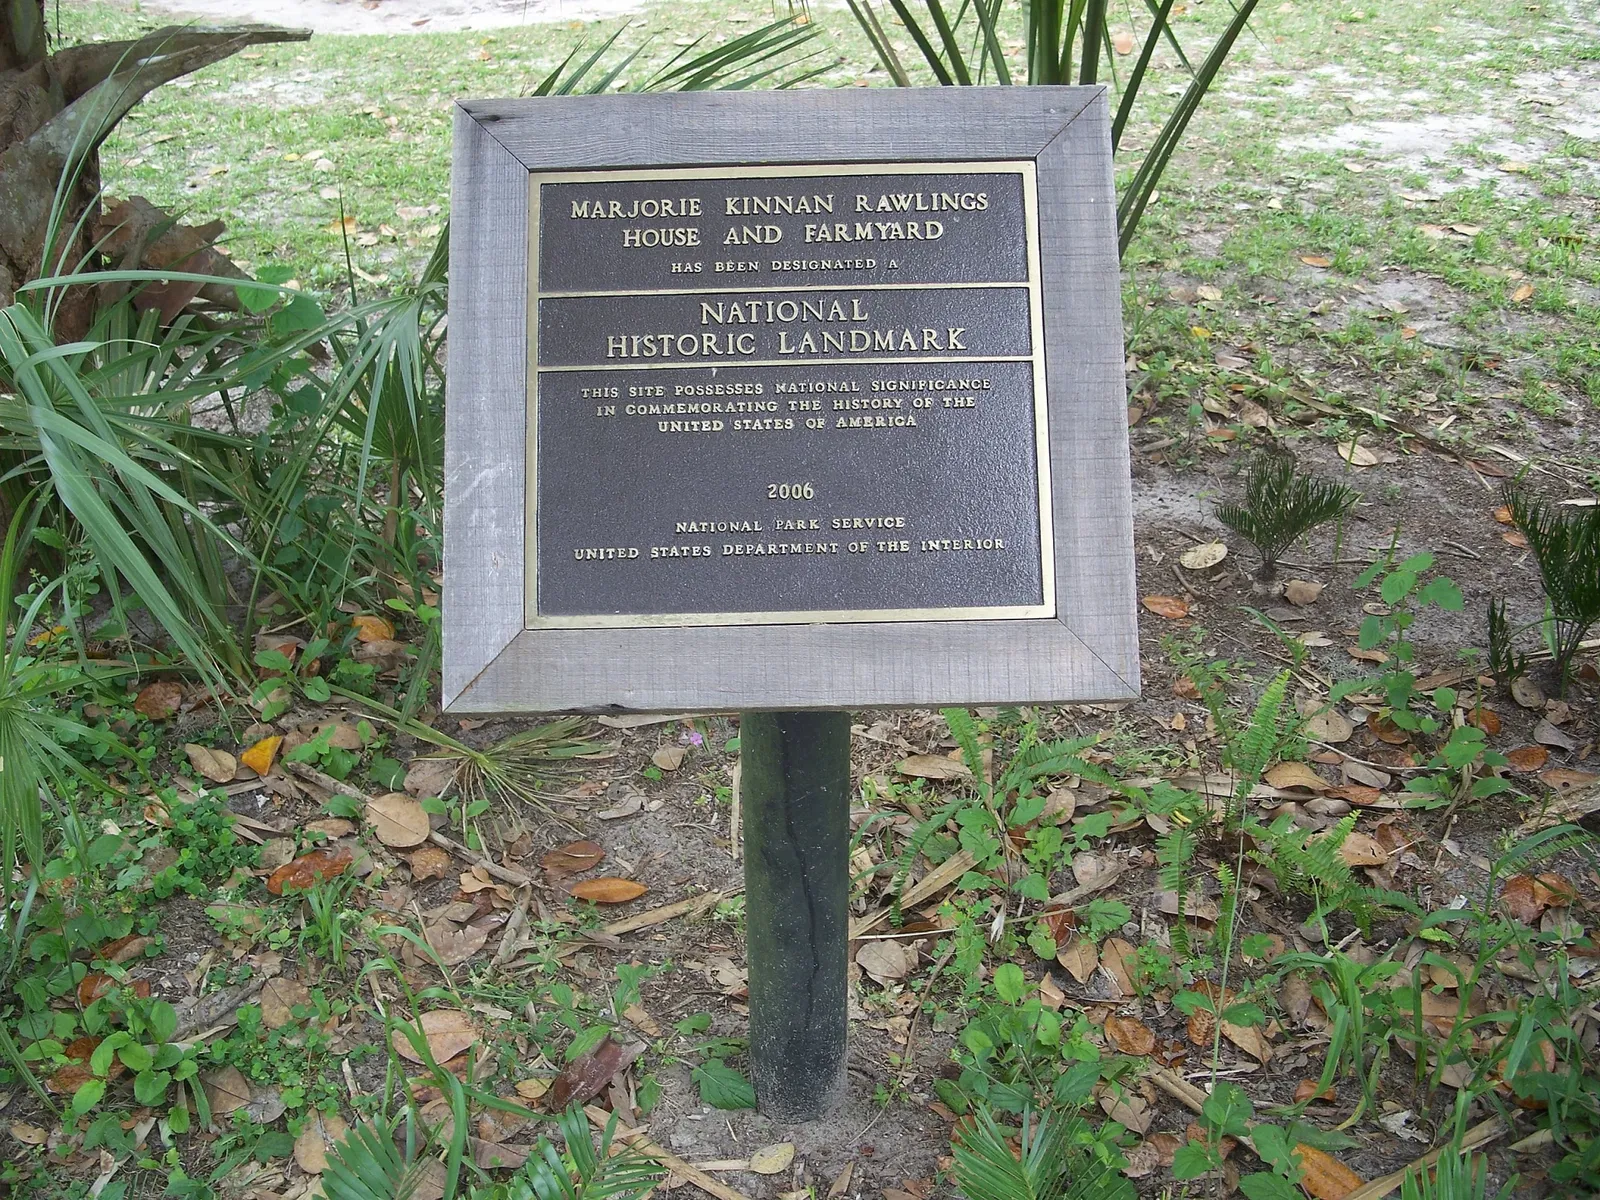 MARJORIE KINNAN RAWLINGS
HOUSE AND FARMYARD
HAS BEEN DESIGNATED A
NATIONAL
HISTORIC LANDMARK
THIS SITE POSSESSES NATIONAL SIGNIFICANCE
IN COMMEMORATING THE HISTORY OF THE
UNITED STATES OF AMERICA
2006
NATIONAL PARK SERVICE
UNITED STATES DEPARTMENT OF THE INTERIOR